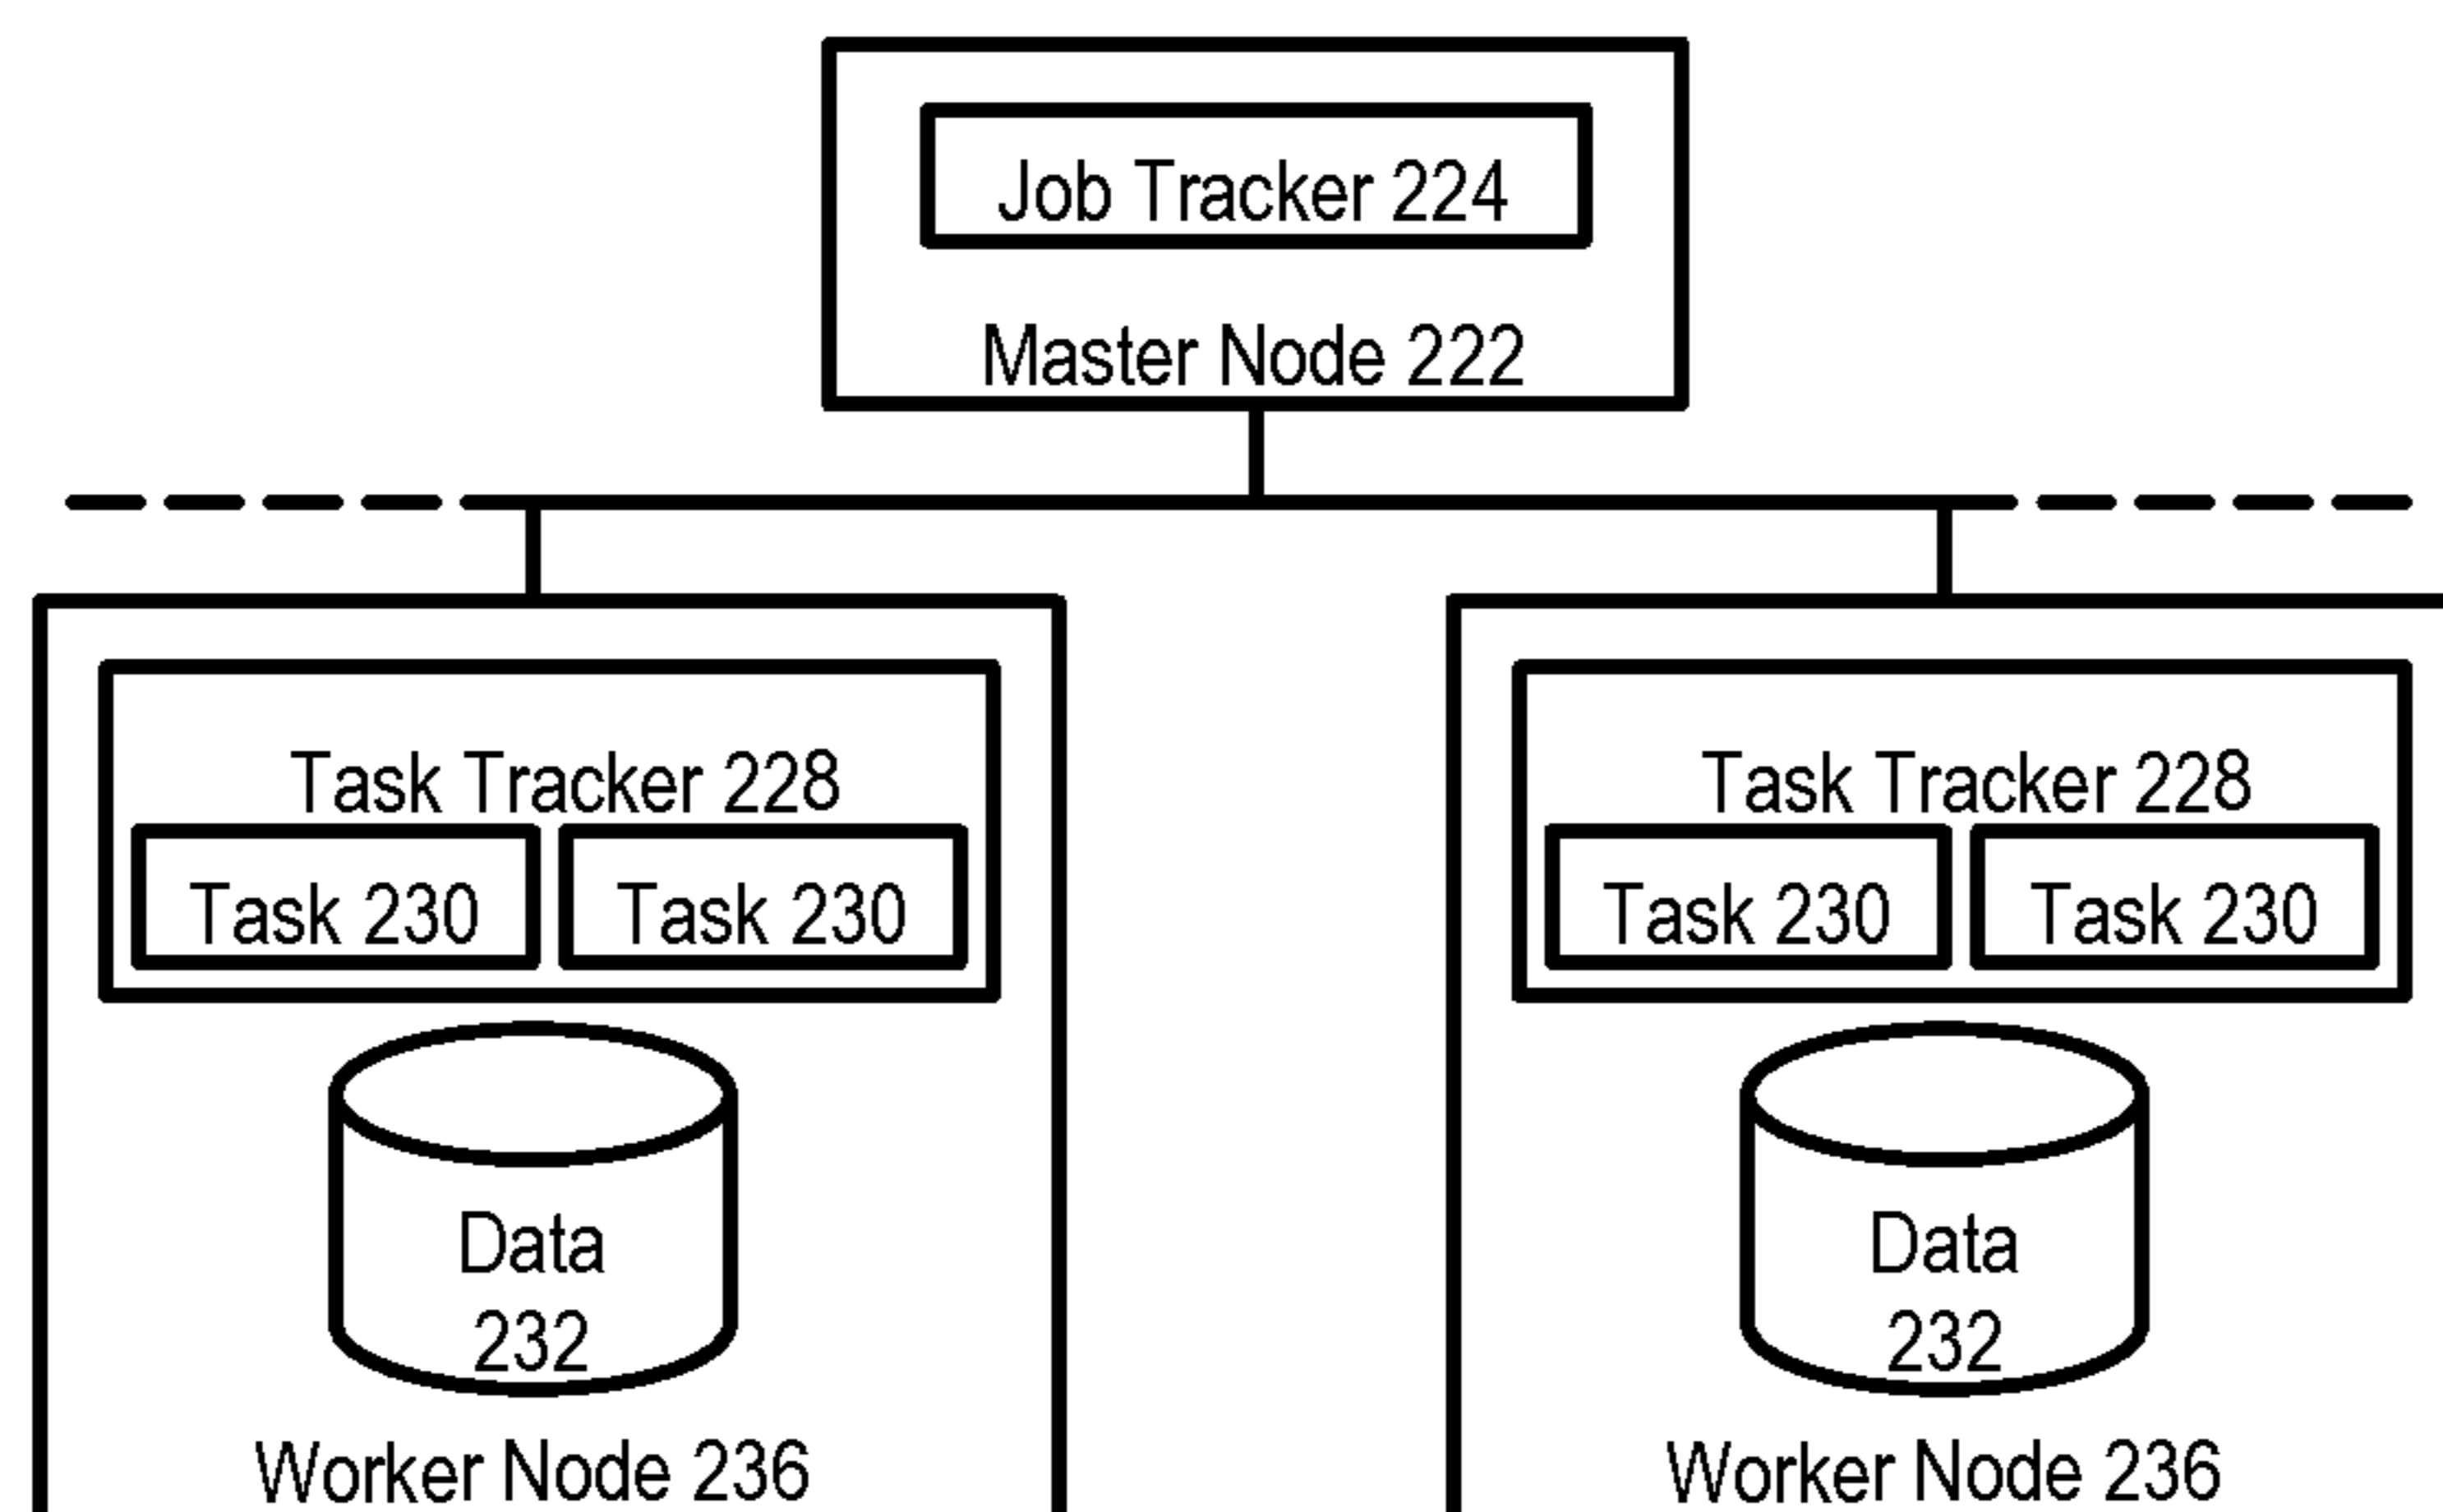 Job Tracker 224
Master Node 222
Task Tracker 228
Task 230 Task 230
Data
232
Worker Node 236
Task Tracker 228
Task 230 Task 230
Data
232
Worker Node 236